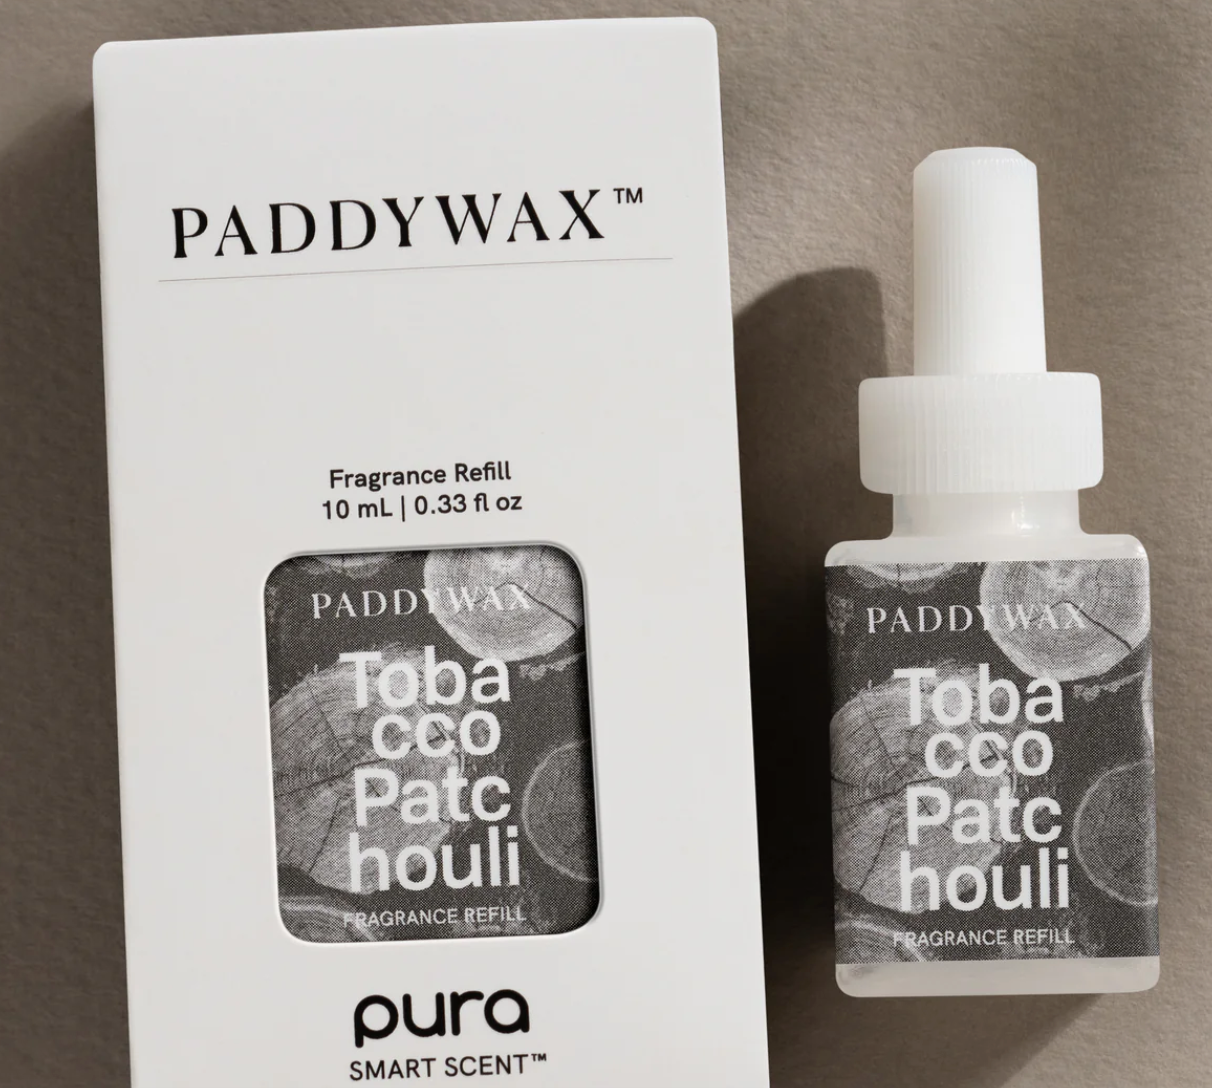 PADDYWAX™
Fragrance Refill
10 mL | 0.33 fl oz
PADDYWAX
Toba
cco
Patc
houli
FRAGRANCE REFILL
pura
SMART SCENT™
PADDYWAX
Toba
cco
Patc
houli
FRAGRANCE REFILL